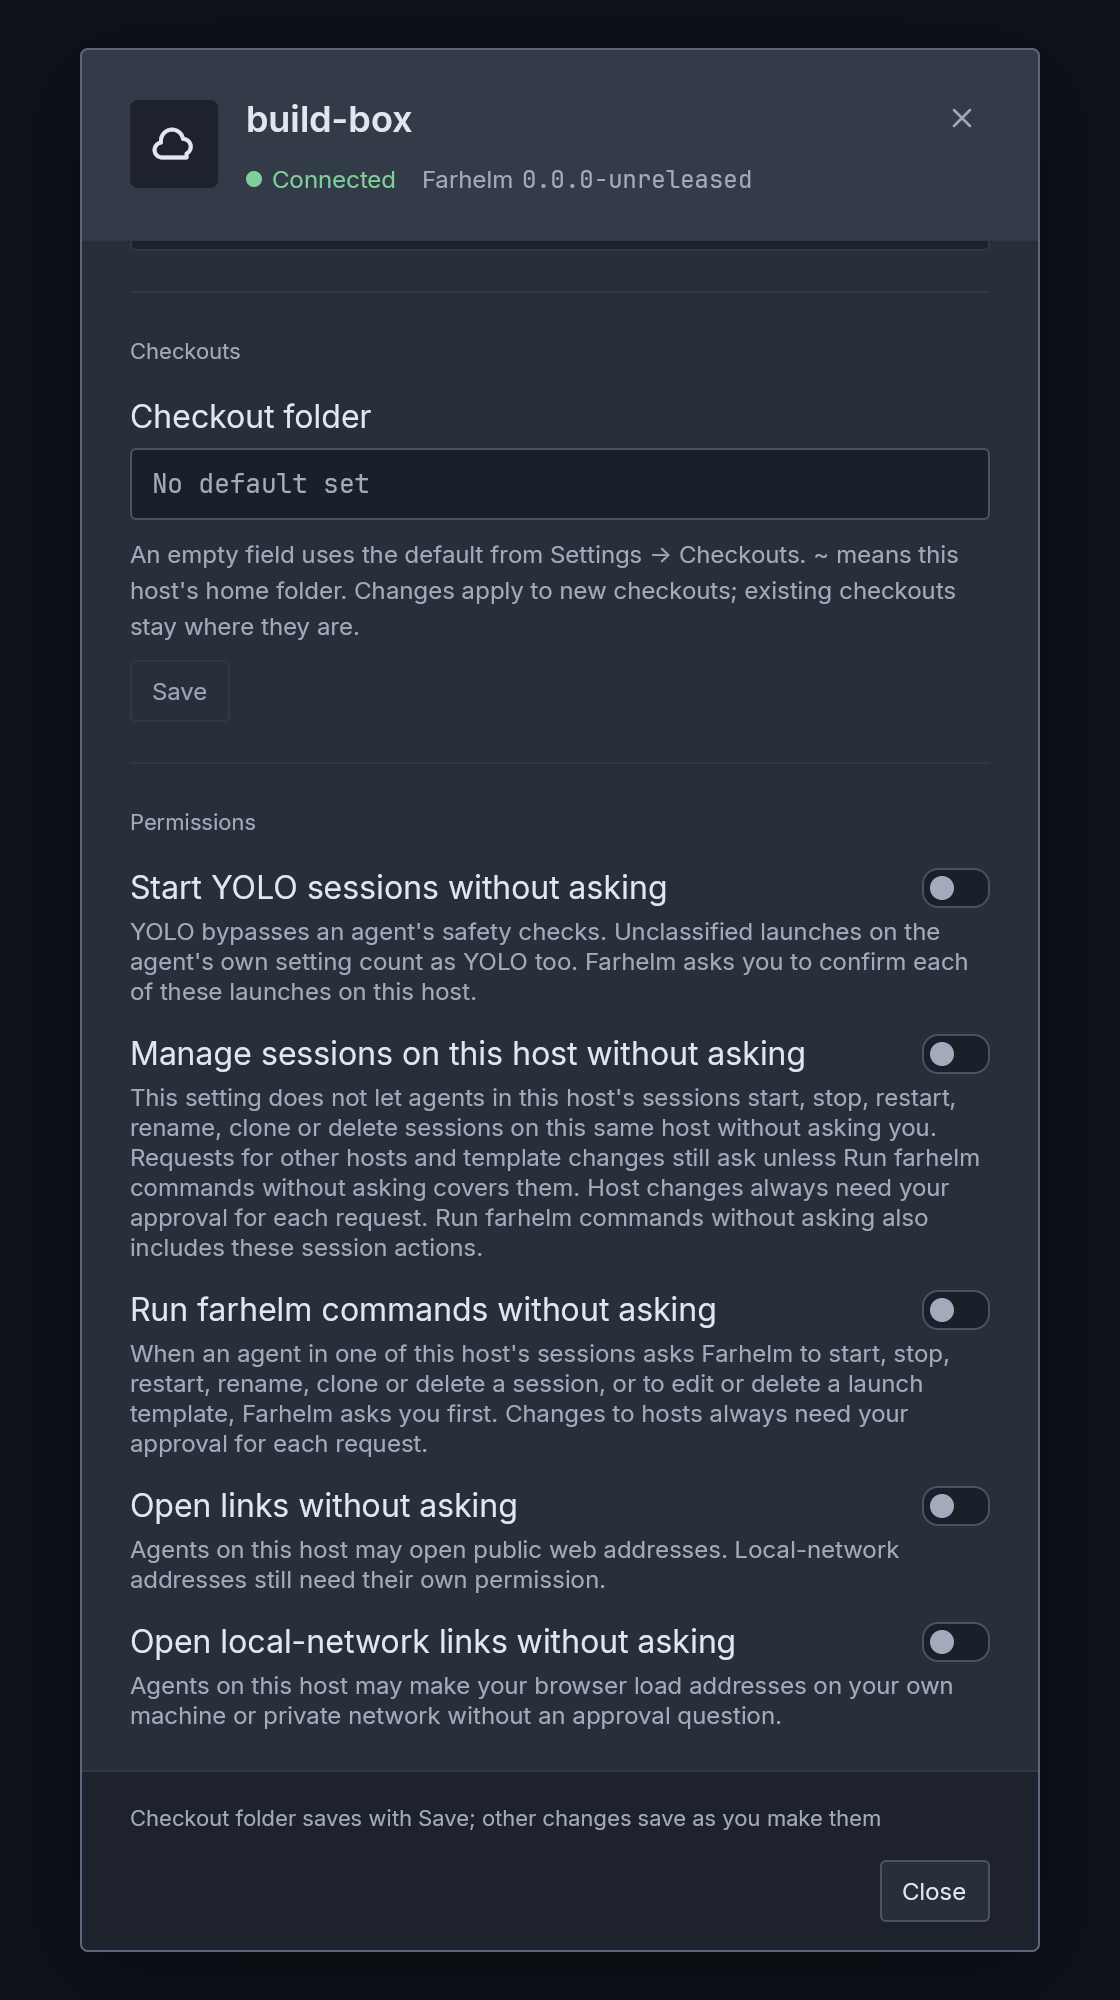 build-box
Connected Farhelm 0.0.0-unreleased
Checkouts
Checkout folder
No default set
An empty field uses the default from Settings → Checkouts. ~ means this
host's home folder. Changes apply to new checkouts; existing checkouts
stay where they are.
Save
Permissions
Start YOLO sessions without asking
YOLO bypasses an agent's safety checks. Unclassified launches on the
agent's own setting count as YOLO too. Farhelm asks you to confirm each
of these launches on this host.
Manage sessions on this host without asking
This setting does not let agents in this host's sessions start, stop, restart,
rename, clone or delete sessions on this same host without asking you.
Requests for other hosts and template changes still ask unless Run farhelm
commands without asking covers them. Host changes always need your
approval for each request. Run farhelm commands without asking also
includes these session actions.
Run farhelm commands without asking
When an agent in one of this host's sessions asks Farhelm to start, stop,
restart, rename, clone or delete a session, or to edit or delete a launch
template, Farhelm asks you first. Changes to hosts always need your
approval for each request.
Open links without asking
Agents on this host may open public web addresses. Local-network
addresses still need their own permission.
Open local-network links without asking
Agents on this host may make your browser load addresses on your own
machine or private network without an approval question.
Checkout folder saves with Save; other changes save as you make them
Close